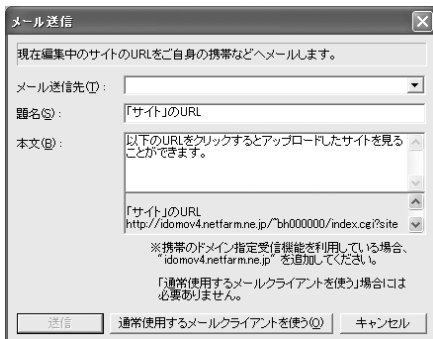 メール送信
現在編集中のサイトのURLをご自身の携帯などへメールします。
メール送信先(T):
題名(S):
「サイト」のURL
本文(B):
以下のURLをクリックするとアップロードしたサイトを見る
ことができます。
「サイト」のURL
http://idomov4.netfarm.ne.jp/~bh000000/index.cgi?site
※携帯のドメイン指定受信機能を利用している場合、
"idomov4.netfarm.ne.jp" を追加してください。
「通常使用するメールクライアントを使う」場合には
必要ありません。
送信
通常使用するメールクライアントを使う(O)
キャンセル